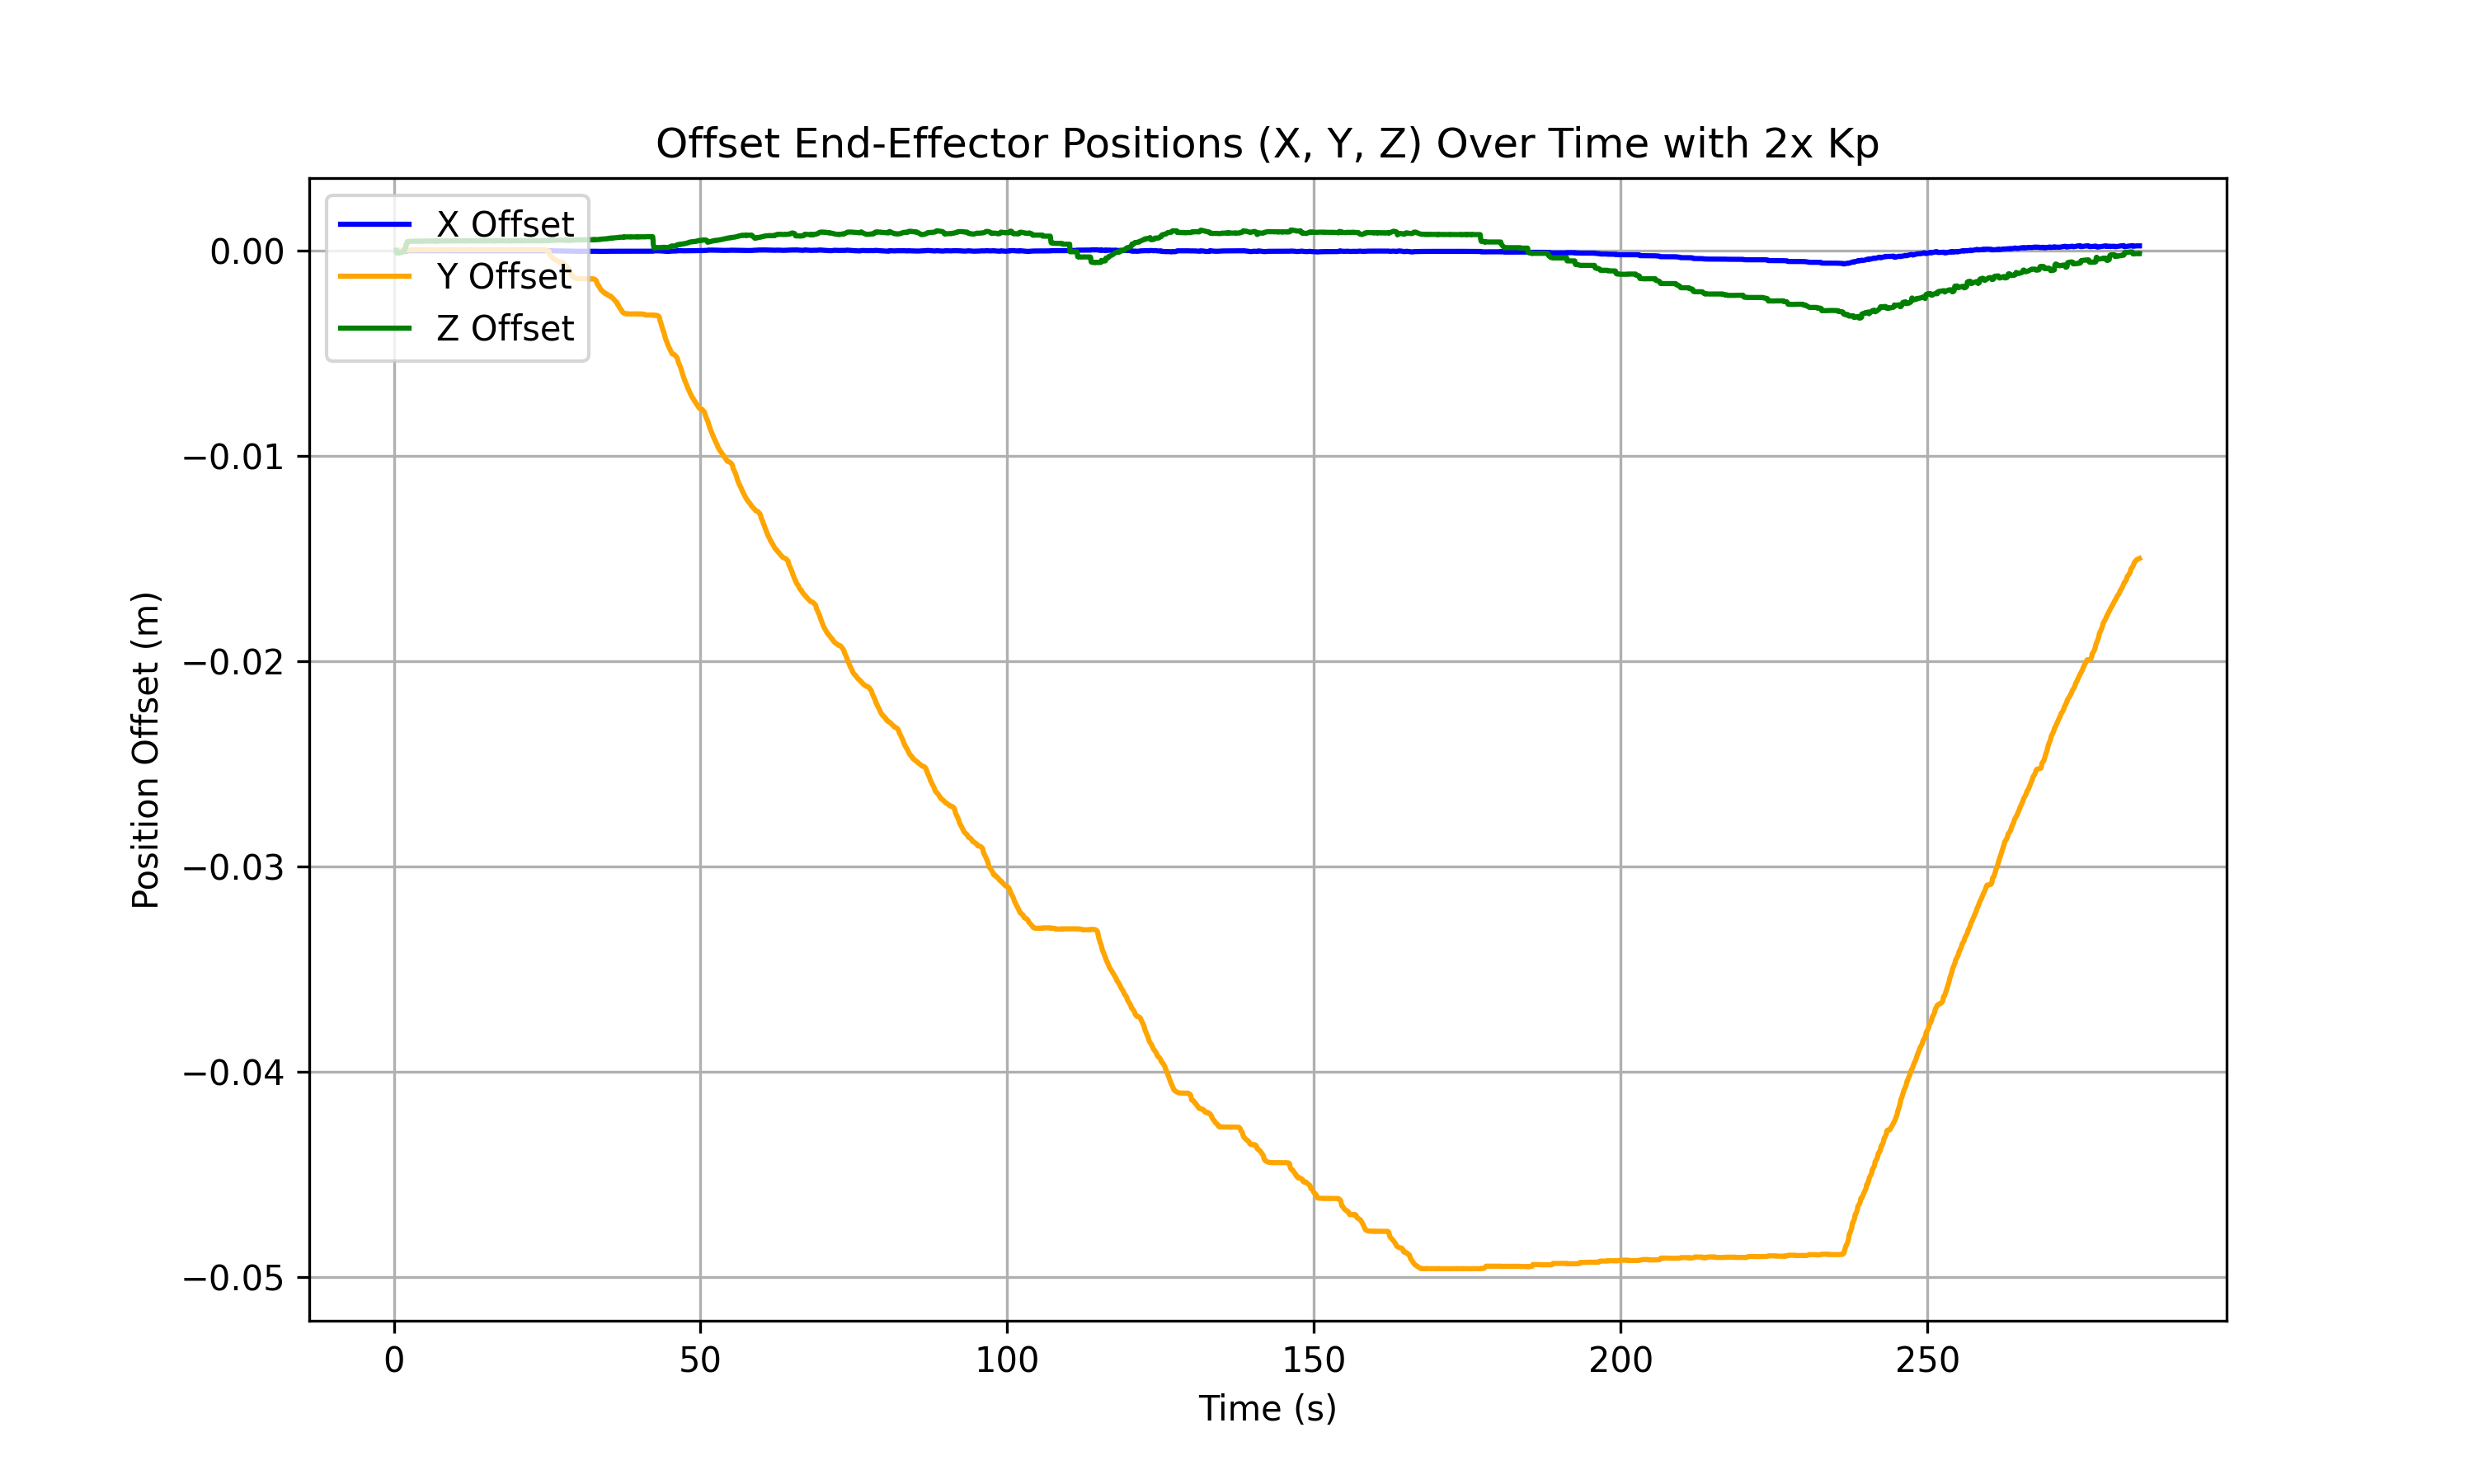 Offset End-Effector Positions (X, Y, Z) Over Time with 2x Kp
X Offset
Y Offset
Z Offset
0.00
−0.01
−0.02
−0.03
−0.04
−0.05
Position Offset (m)
0 50 100 150 200 250
Time (s)